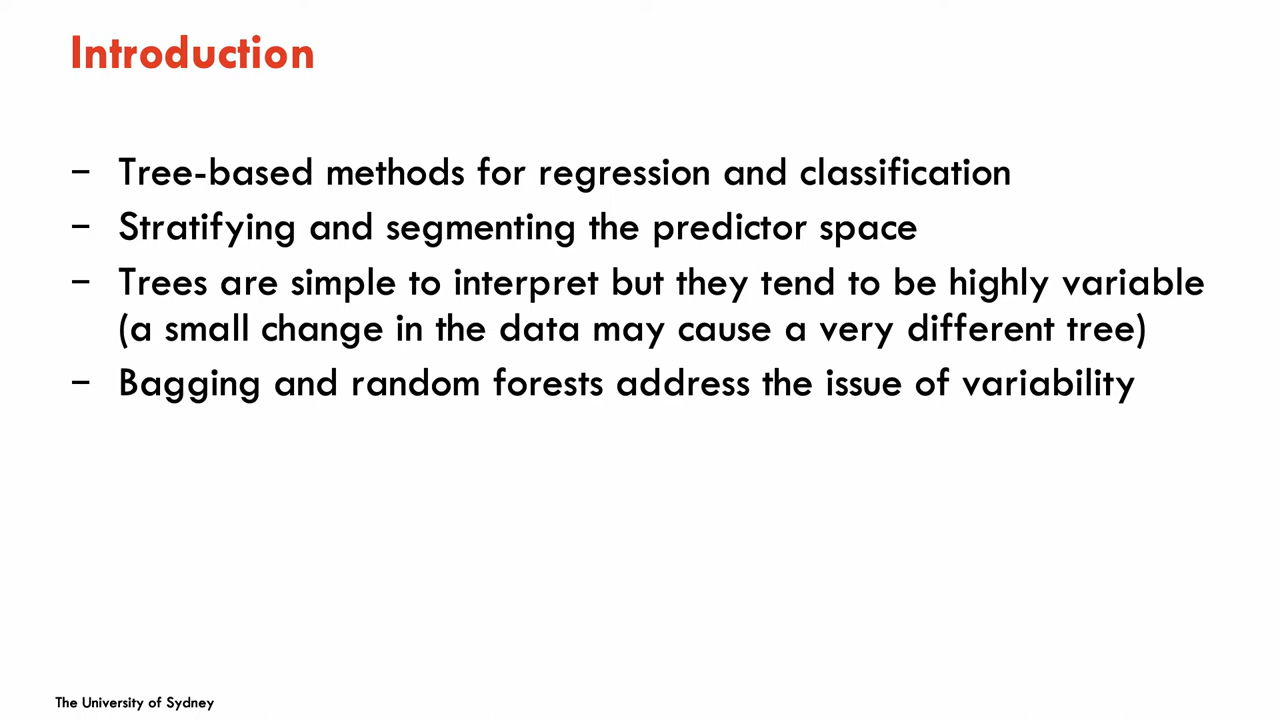 Introduction
– Tree-based methods for regression and classification
– Stratifying and segmenting the predictor space
– Trees are simple to interpret but they tend to be highly variable
(a small change in the data may cause a very different tree)
– Bagging and random forests address the issue of variability
The University of Sydney